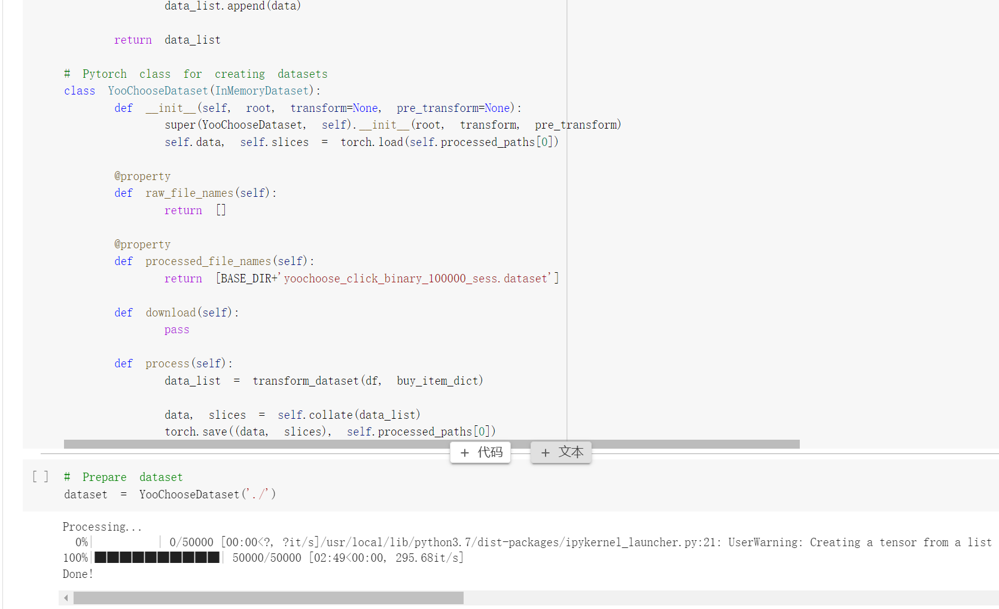 data_list.append(data)
return data_list
# Pytorch class for creating datasets
class YooChooseDataset(InMemoryDataset):
def __init__(self, root, transform=None, pre_transform=None):
super(YooChooseDataset, self).__init__(root, transform, pre_transform)
self.data, self.slices = torch.load(self.processed_paths[0])
@property
def raw_file_names(self):
return []
@property
def processed_file_names(self):
return [BASE_DIR+'yoochoose_click_binary_100000_sess.dataset']
def download(self):
pass
def process(self):
data_list = transform_dataset(df, buy_item_dict)
data, slices = self.collate(data_list)
torch.save((data, slices), self.processed_paths[0])
+ 代码 + 文本
[ ] # Prepare dataset
dataset = YooChooseDataset('./')
Processing...
0%| | 0/50000 [00:00<?, ?it/s]/usr/local/lib/python3.7/dist-packages/ipykernel_launcher.py:21: UserWarning: Creating a tensor from a list
100%|██████████| 50000/50000 [02:49<00:00, 295.68it/s]
Done!